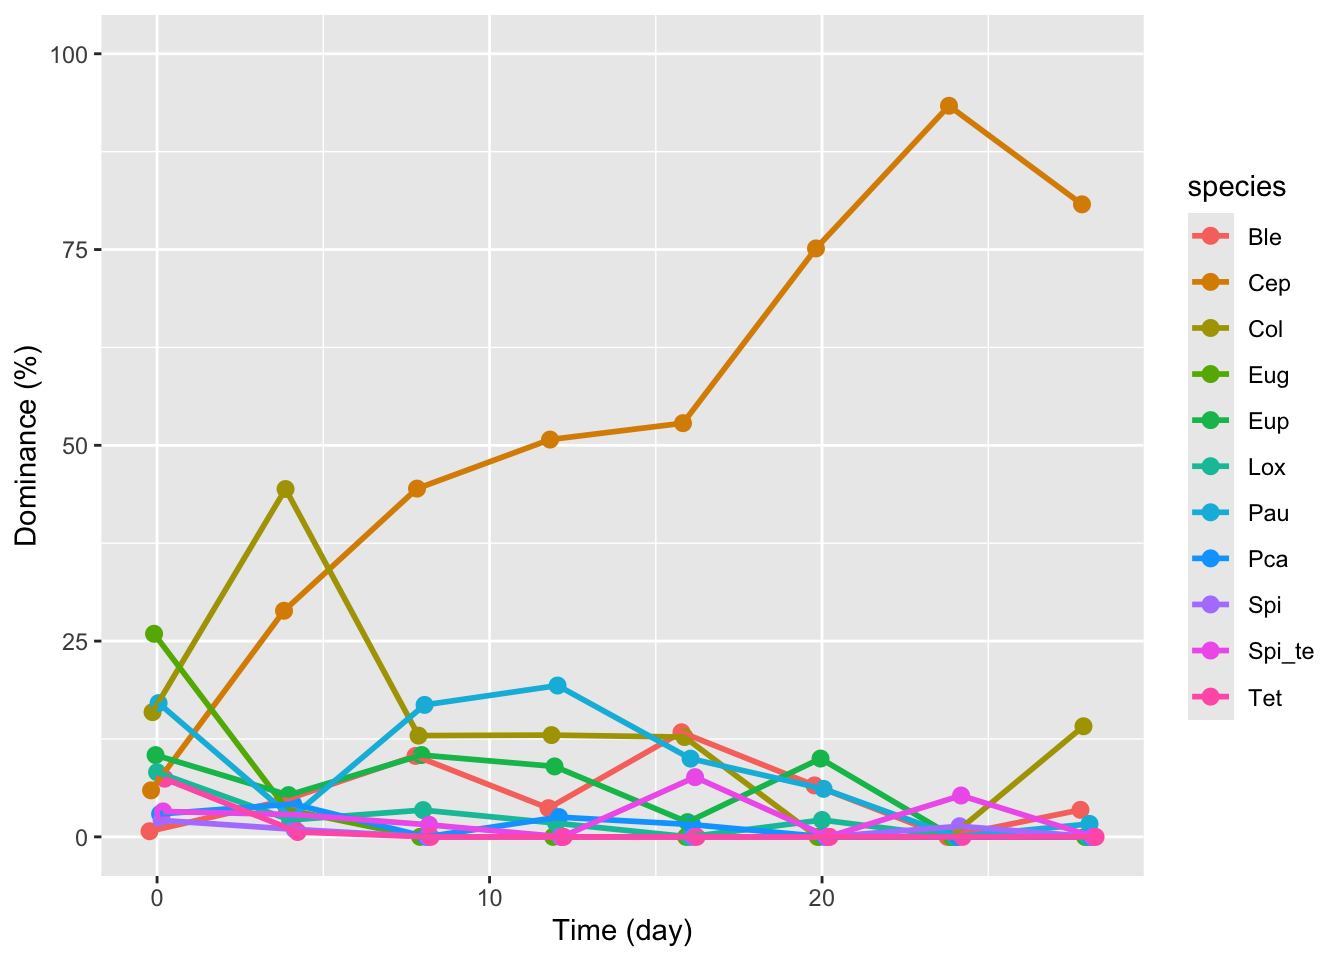 100
75
50
25
0
Dominance (%)
0 10 20
Time (day)
species
Ble
Cep
Col
Eug
Eup
Lox
Pau
Pca
Spi
Spi_te
Tet